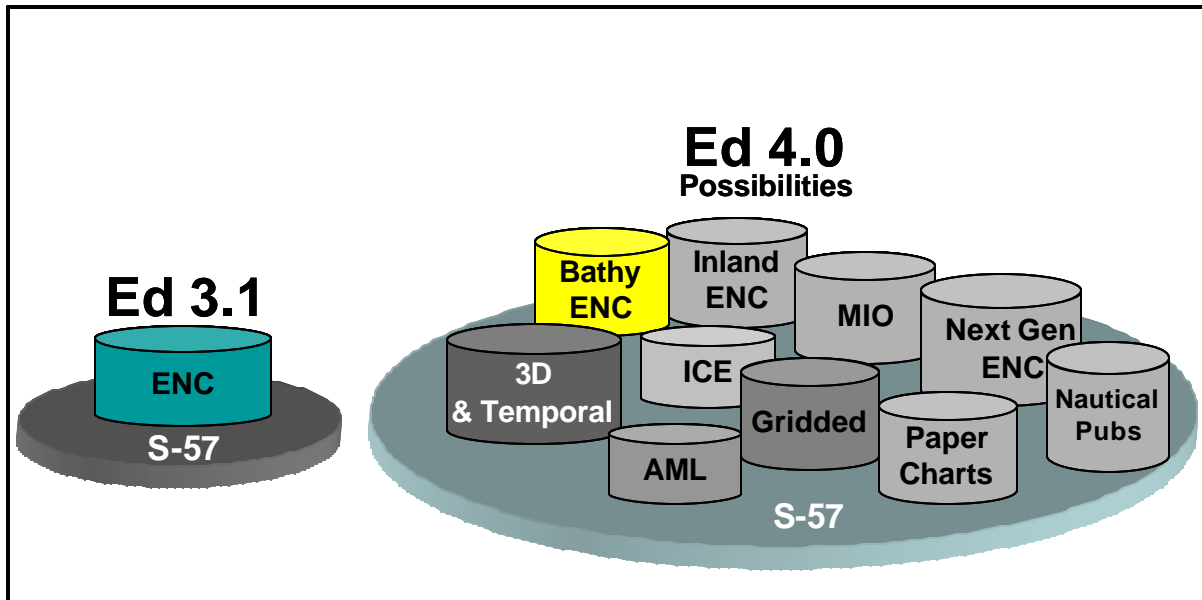 Ed 3.1
ENC
S-57
Ed 4.0
Possibilities
Bathy
ENC
Inland
ENC
MIO
Next Gen
ENC
3D
& Temporal
ICE
Gridded
Nautical
Pubs
AML
Paper
Charts
S-57